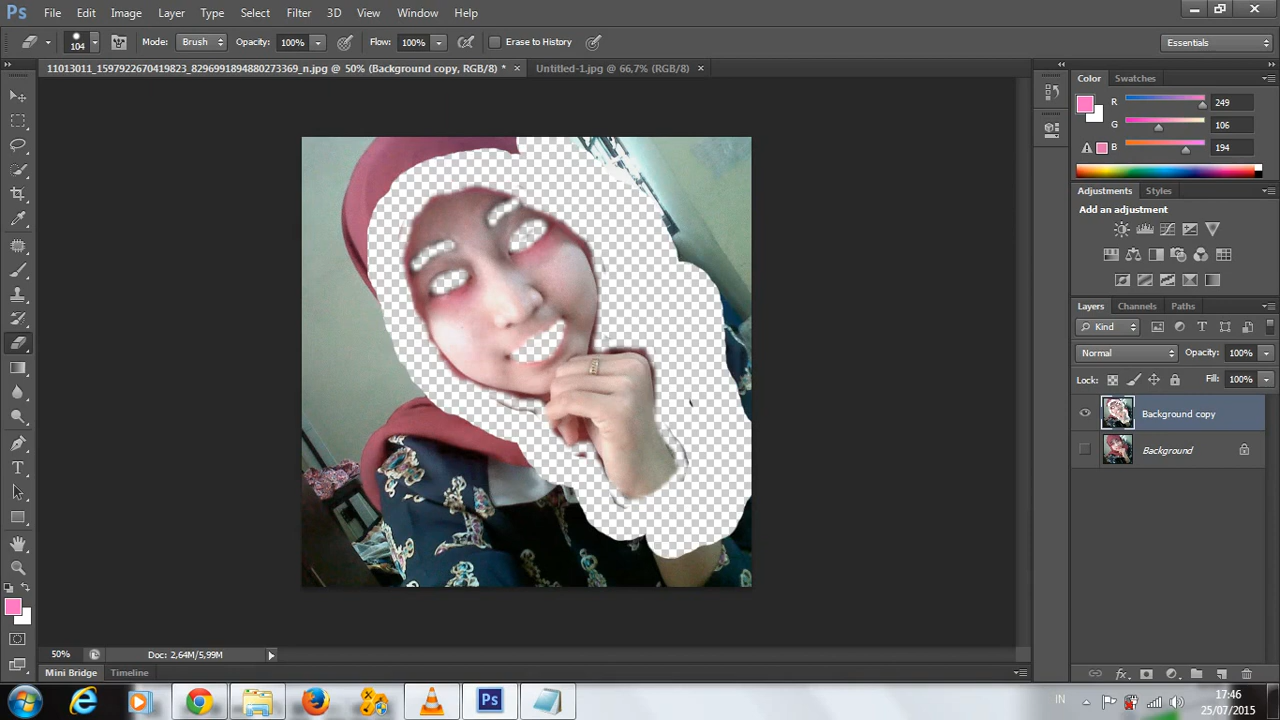 Ps File Edit Image Layer Type Select Filter 3D View Window Help
104 Mode: Brush Opacity: 100% Flow: 100% Erase to History Essentials
11013011_1597922670419823_8296991894880273369_n.jpg @ 50% (Background copy, RGB/8) * × Untitled-1.jpg @ 66,7% (RGB/8) ×
Color Swatches
R 249
G 106
B 194
Adjustments Styles
Add an adjustment
Layers Channels Paths
Kind
Normal Opacity: 100%
Lock: Fill: 100%
Background copy
Background
50% Doc: 2,64M/5,99M
Mini Bridge Timeline
Ps IN 17:46
25/07/2015